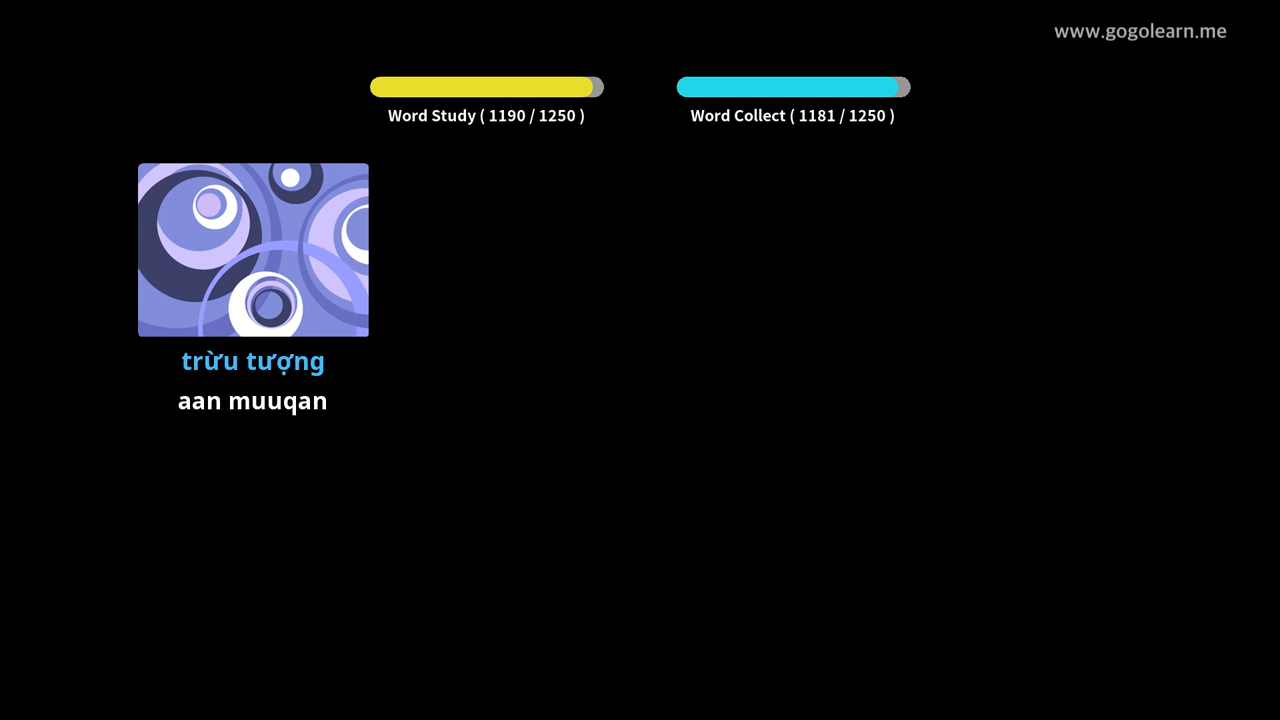 www.gogolearn.me
Word Study ( 1190 / 1250 )
Word Collect ( 1181 / 1250 )
trừu tượng
aan muuqan